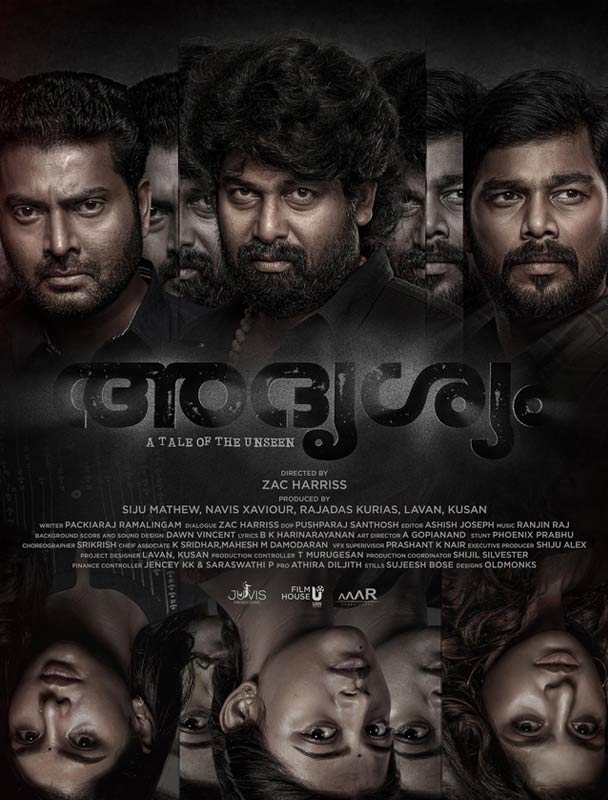 അദൃശ്യം
A TALE OF THE UNSEEN
DIRECTED BY
ZAC HARRISS
PRODUCED BY
SIJU MATHEW, NAVIS XAVIOUR, RAJADAS KURIAS, LAVAN, KUSAN
WRITER PACKIARAJ RAMALINGAM DIALOGUE ZAC HARRISS DOP PUSHPARAJ SANTHOSH EDITOR ASHISH JOSEPH MUSIC RANJIN RAJ
BACKGROUND SCORE AND SOUND DESIGN DAWN VINCENT LYRICS B K HARINARAYANAN ART DIRECTOR A GOPIANAND STUNT PHOENIX PRABHU
CHOREOGRAPHER SRIKRISH CHEIF ASSOCIATE K SRIDHAR,MAHESH M DAMODARAN VFX SUPERVISOR PRASHANT K NAIR EXECUTIVE PRODUCER SHIJU ALEX
PROJECT DESIGNER LAVAN, KUSAN PRODUCTION CONTROLLER T MURUGESAN PRODUCTION COORDINATOR SHIJIL SILVESTER
FINANCE CONTROLLER JENCEY KK & SARASWATHI P PRO ATHIRA DILJITH STILLS SUJEESH BOSE DESIGNS OLDMONKS
JUVIS PRODUCTIONS FILM HOUSE U AAAR